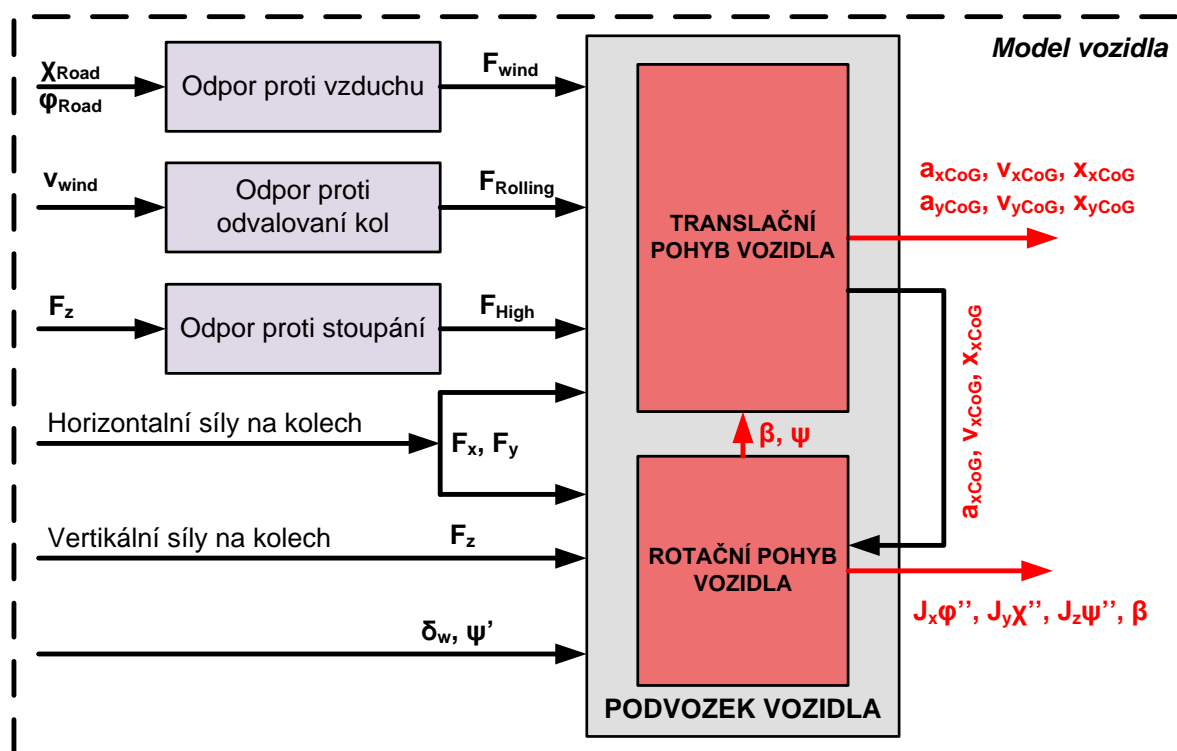 Model vozidla
χRoad
φRoad
Odpor proti vzduchu
Fwind
vwind
Odpor proti
odvalovaní kol
FRolling
Fz
Odpor proti stoupání
FHigh
Horizontalní síly na kolech
Fx, Fy
Vertikální síly na kolech
Fz
δw, ψ’
TRANSLAČNÍ
POHYB VOZIDLA
β, ψ
ROTAČNÍ POHYB
VOZIDLA
PODVOZEK VOZIDLA
axCoG, vxCoG, xxCoG
ayCoG, vyCoG, xyCoG
axCoG, vxCoG, xxCoG
Jxφ’’, Jyχ’’, Jzψ’’, β